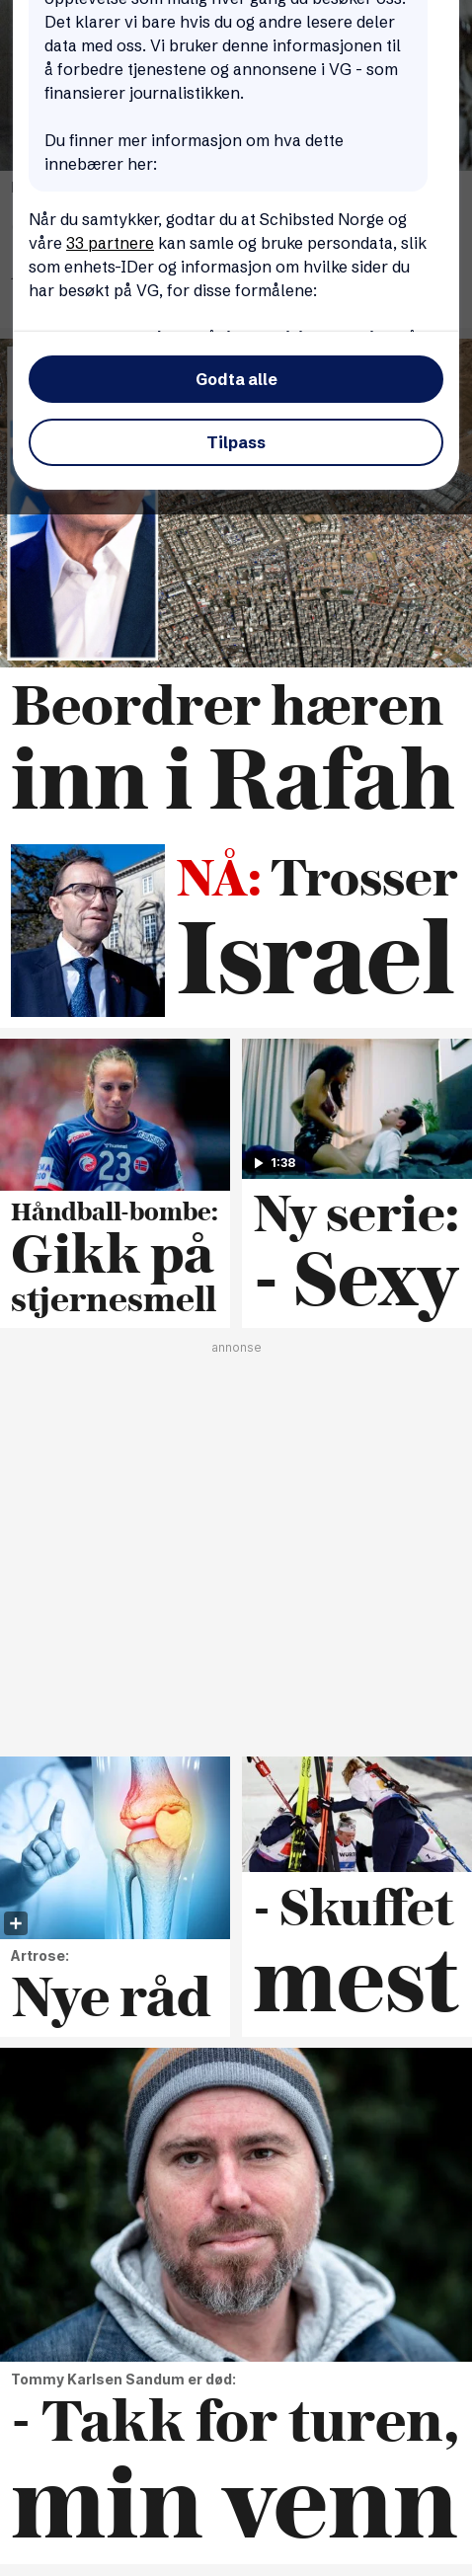 Det klarer vi bare hvis du og andre lesere deler
data med oss. Vi bruker denne informasjonen til
å forbedre tjenestene og annonsene i VG - som
finansierer journalistikken.
Du finner mer informasjon om hva dette
innebærer her:
Når du samtykker, godtar du at Schibsted Norge og
våre 33 partnere kan samle og bruke persondata, slik
som enhets-IDer og informasjon om hvilke sider du
har besøkt på VG, for disse formålene:
Godta alle
Tilpass
Beordrer hæren
inn i Rafah
NÅ: Trosser
Israel
23
1:38
Håndball-bombe:
Gikk på
stjernesmell
Ny serie:
- Sexy
annonse
Artrose:
Nye råd
- Skuffet
mest
Tommy Karlsen Sandum er død:
- Takk for turen,
min venn